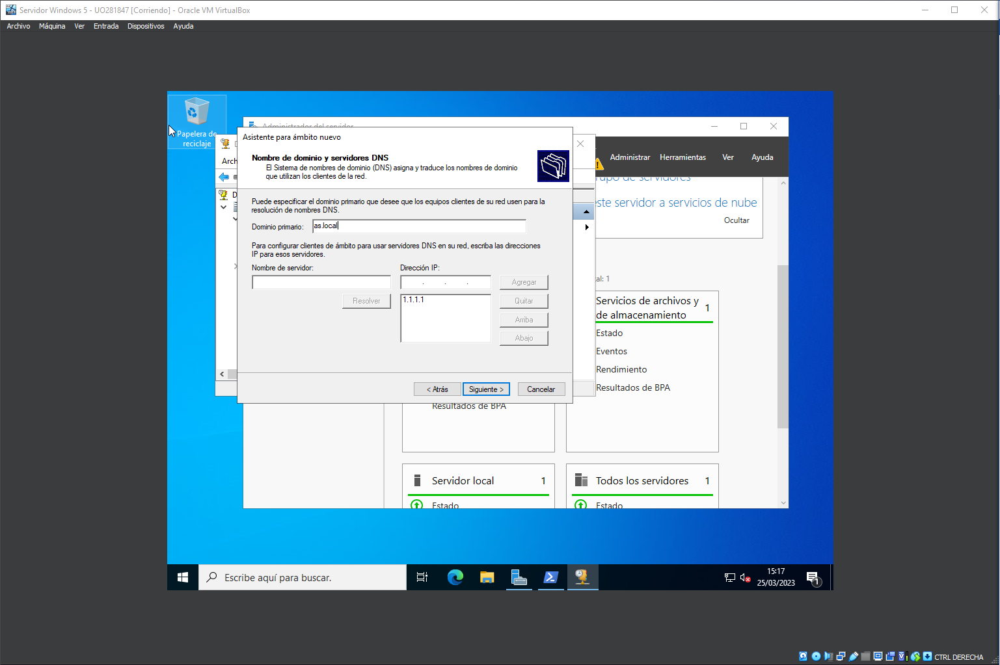 Servidor Windows 5 - UO281847 [Corriendo] - Oracle VM VirtualBox
Archivo Máquina Ver Entrada Dispositivos Ayuda
Papelera de
reciclaje
Administrador del servidor
Asistente para ámbito nuevo
Arch
Nombre de dominio y servidores DNS
El Sistema de nombres de dominio (DNS) asigna y traduce los nombres de dominio
que utilizan los clientes de la red.
D
Puede especificar el dominio primario que desee que los equipos clientes de su red usen para la
resolución de nombres DNS.
Dominio primario: as.local
Para configurar clientes de ámbito para usar servidores DNS en su red, escriba las direcciones
IP para esos servidores.
Nombre de servidor: Dirección IP:
. . . Agregar
Resolver 1.1.1.1 Quitar
Arriba
Abajo
< Atrás Siguiente > Cancelar
Administrar Herramientas Ver Ayuda
rupo de servidores
este servidor a servicios de nube
Ocultar
al: 1
Servicios de archivos y
de almacenamiento 1
Estado
Eventos
Rendimiento
Resultados de BPA
Resultados de BPA
Servidor local 1
Estado
Todos los servidores 1
Estado
Escribe aquí para buscar.
15:17
25/03/2023
1
CTRL DERECHA